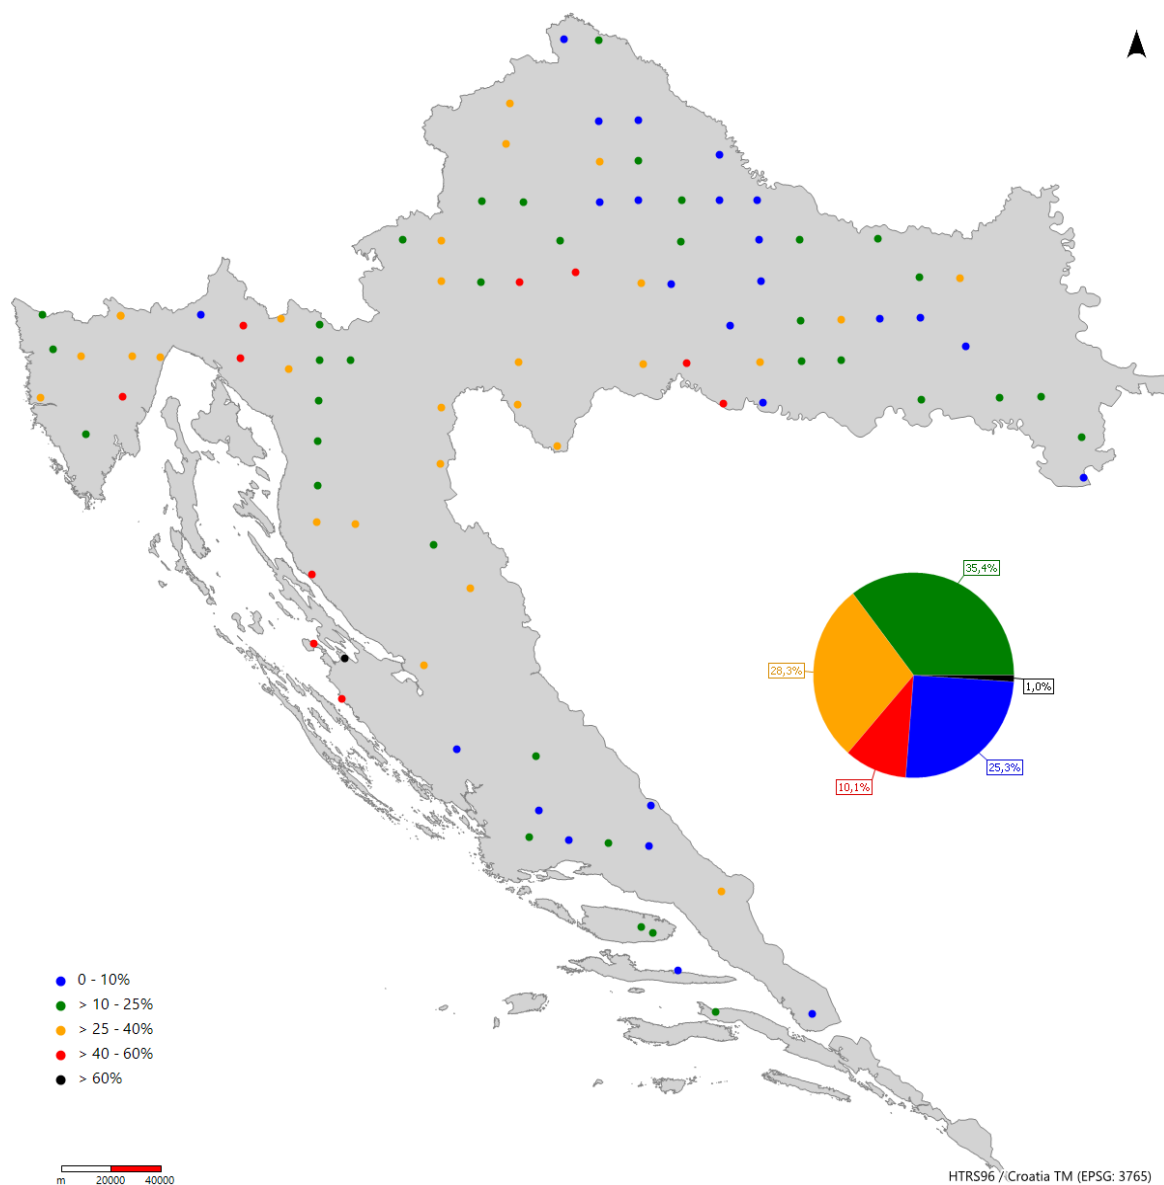 35,4%
28,3%
1,0%
25,3%
10,1%
0 - 10%
> 10 - 25%
> 25 - 40%
> 40 - 60%
> 60%
m 20000 40000
HTRS96 / Croatia TM (EPSG: 3765)